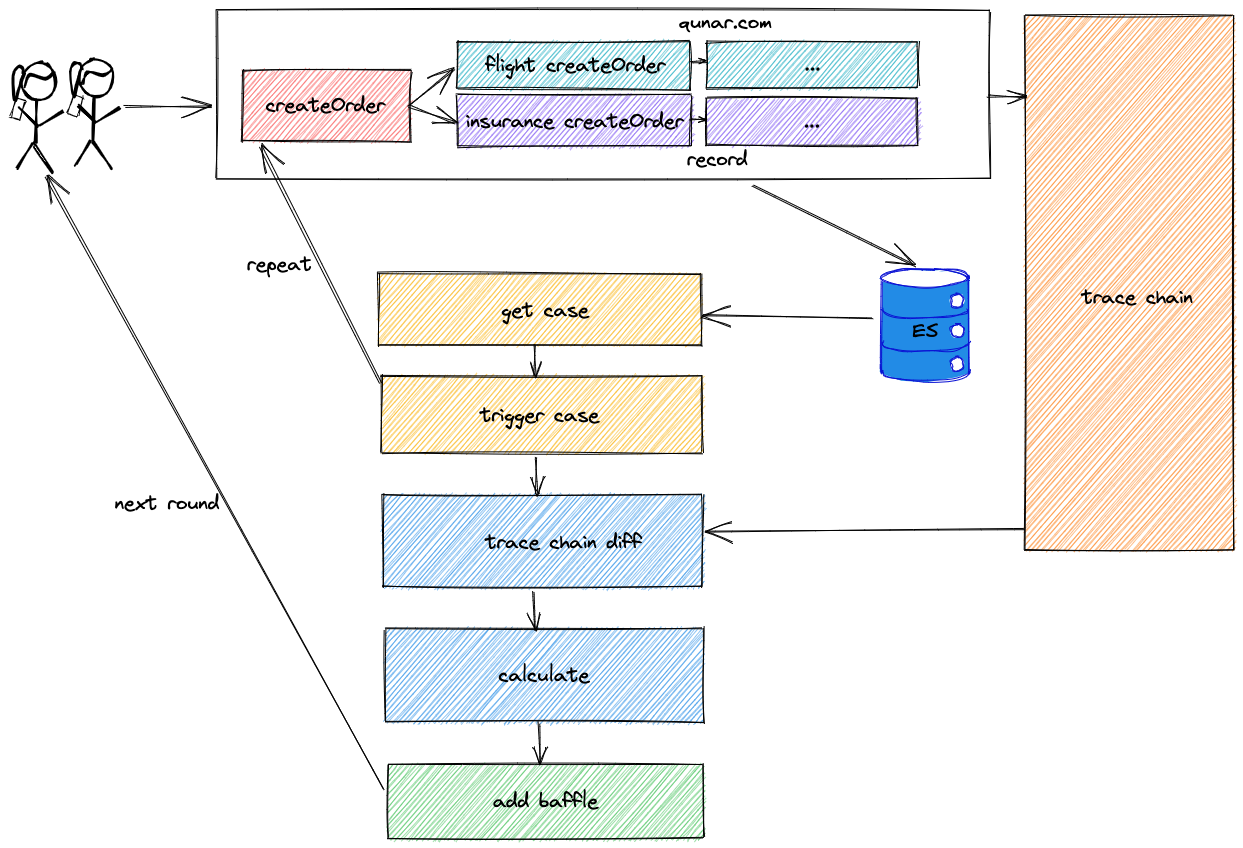 qunar.com
flight createOrder
...
createOrder
insurance createOrder
...
record
repeat
get case
ES
trace chain
trigger case
next round
trace chain diff
calculate
add baffle